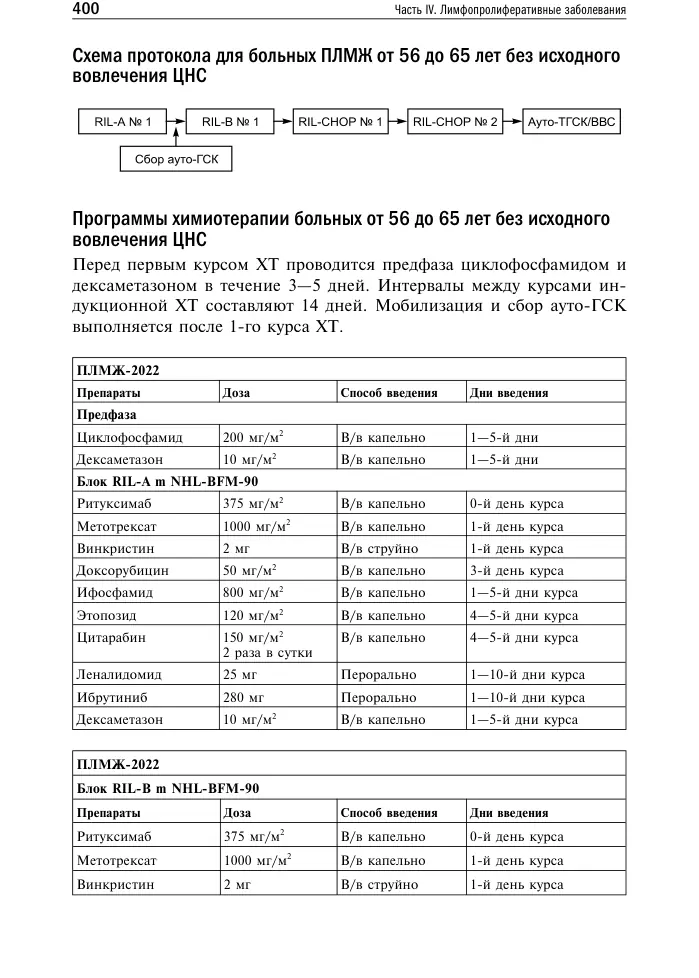 400
Часть IV. Лимфопролиферативные заболевания
Схема протокола для больных ПЛМЖ от 56 до 65 лет без исходного
вовлечения ЦНС
RIL-A № 1
RIL-B № 1
RIL-CHOP № 1
RIL-CHOP № 2
Ауто-ТГСК/ВВС
Сбор ауто-ГСК
Программы химиотерапии больных от 56 до 65 лет без исходного
вовлечения ЦНС
Перед первым курсом ХТ проводится предфаза циклофосфамидом и
дексаметазоном в течение 3—5 дней. Интервалы между курсами ин-
дукционной ХТ составляют 14 дней. Мобилизация и сбор ауто-ГСК
выполняется после 1-го курса ХТ.
ПЛМЖ-2022
Препараты Доза Способ введения Дни введения
Предфаза
Циклофосфамид 200 мг/м² В/в капельно 1—5-й дни
Дексаметазон 10 мг/м² В/в капельно 1—5-й дни
Блок RIL-A m NHL-BFM-90
Ритуксимаб 375 мг/м² В/в капельно 0-й день курса
Метотрексат 1000 мг/м² В/в капельно 1-й день курса
Винкристин 2 мг В/в струйно 1-й день курса
Доксорубицин 50 мг/м² В/в капельно 3-й день курса
Ифосфамид 800 мг/м² В/в капельно 1—5-й дни курса
Этопозид 120 мг/м² В/в капельно 4—5-й дни курса
Цитарабин 150 мг/м² В/в капельно 4—5-й дни курса
2 раза в сутки
Леналидомид 25 мг Перорально 1—10-й дни курса
Ибрутиниб 280 мг Перорально 1—10-й дни курса
Дексаметазон 10 мг/м² В/в капельно 1—5-й дни курса
ПЛМЖ-2022
Блок RIL-B m NHL-BFM-90
Препараты Доза Способ введения Дни введения
Ритуксимаб 375 мг/м² В/в капельно 0-й день курса
Метотрексат 1000 мг/м² В/в капельно 1-й день курса
Винкристин 2 мг В/в струйно 1-й день курса